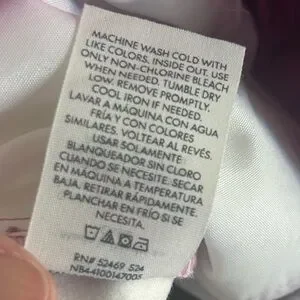 MACHINE WASH COLD WITH
LIKE COLORS. INSIDE OUT. USE
ONLY NON-CHLORINE BLEACH
WHEN NEEDED. TUMBLE DRY
LOW. REMOVE PROMPTLY.
COOL IRON IF NEEDED.
LAVAR A MÁQUINA CON AGUA
FRÍA Y CON COLORES
SIMILARES. VOLTEAR AL REVÉS.
USAR SOLAMENTE
BLANQUEADOR SIN CLORO
CUANDO SE NECESITE. SECAR
EN MÁQUINA A TEMPERATURA
BAJA. RETIRAR RÁPIDAMENTE.
PLANCHAR EN FRÍO SI SE
NECESITA.
RN# 52469 524
NB44100147005